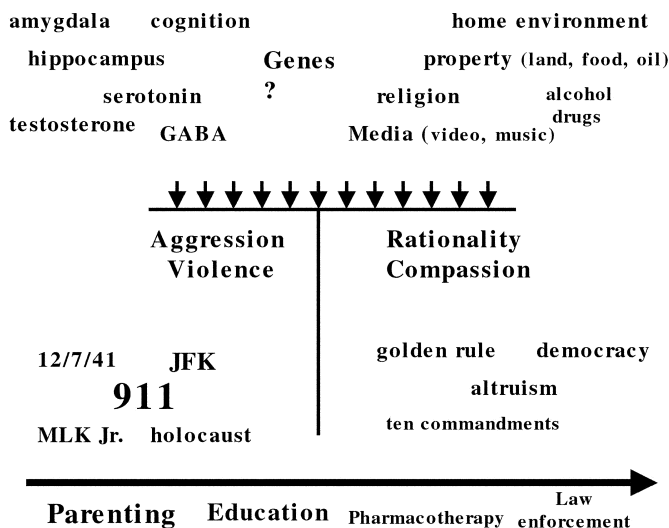 amygdala cognition home environment
hippocampus Genes property (land, food, oil)
serotonin ? religion alcohol
testosterone GABA Media (video, music) drugs
Aggression Rationality
Violence Compassion
12/7/41 JFK golden rule democracy
911 altruism
MLK Jr. holocaust ten commandments
Parenting Education Pharmacotherapy Law
enforcement